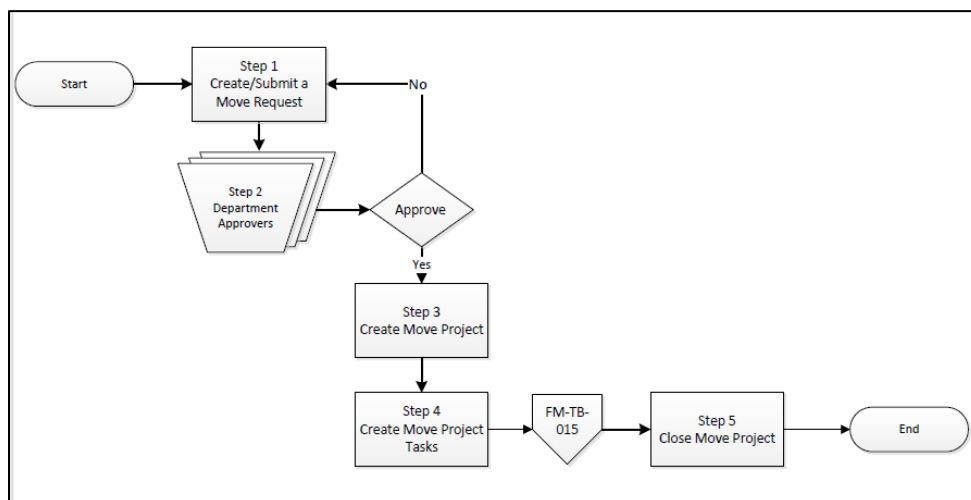 Start
Step 1
Create/Submit a
Move Request
No
Step 2
Department
Approvers
Approve
Yes
Step 3
Create Move Project
Step 4
Create Move Project
Tasks
FM-TB-
015
Step 5
Close Move Project
End